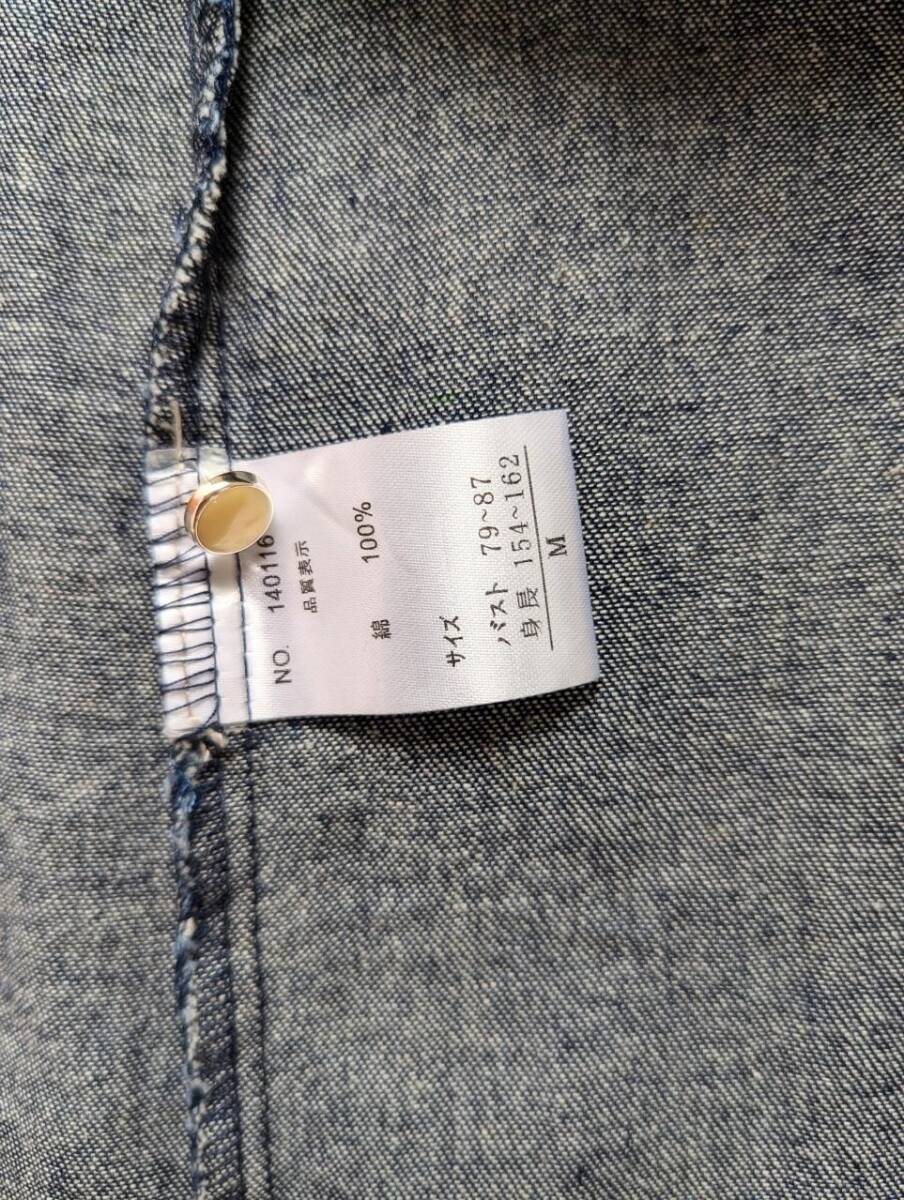 NO. 140116
品質表示
綿 100%
サイズ
バスト 79~87
身長 154~162
M